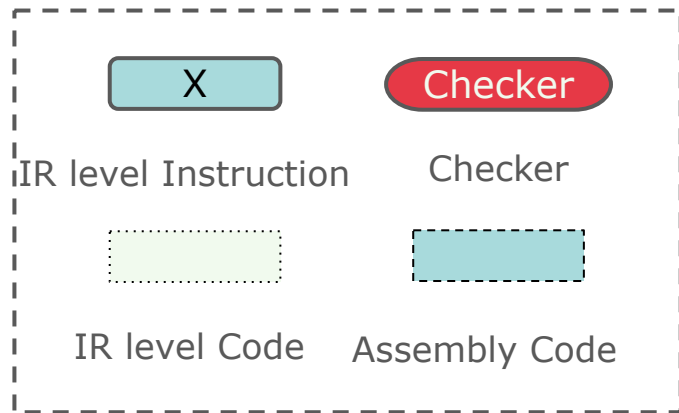 X
Checker
IR level Instruction
Checker
IR level Code
Assembly Code